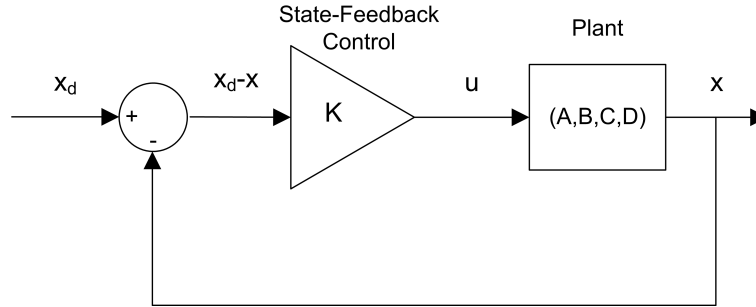 State-Feedback
Control
Plant
x_d
x_d-x
u
x
+
-
K
(A,B,C,D)